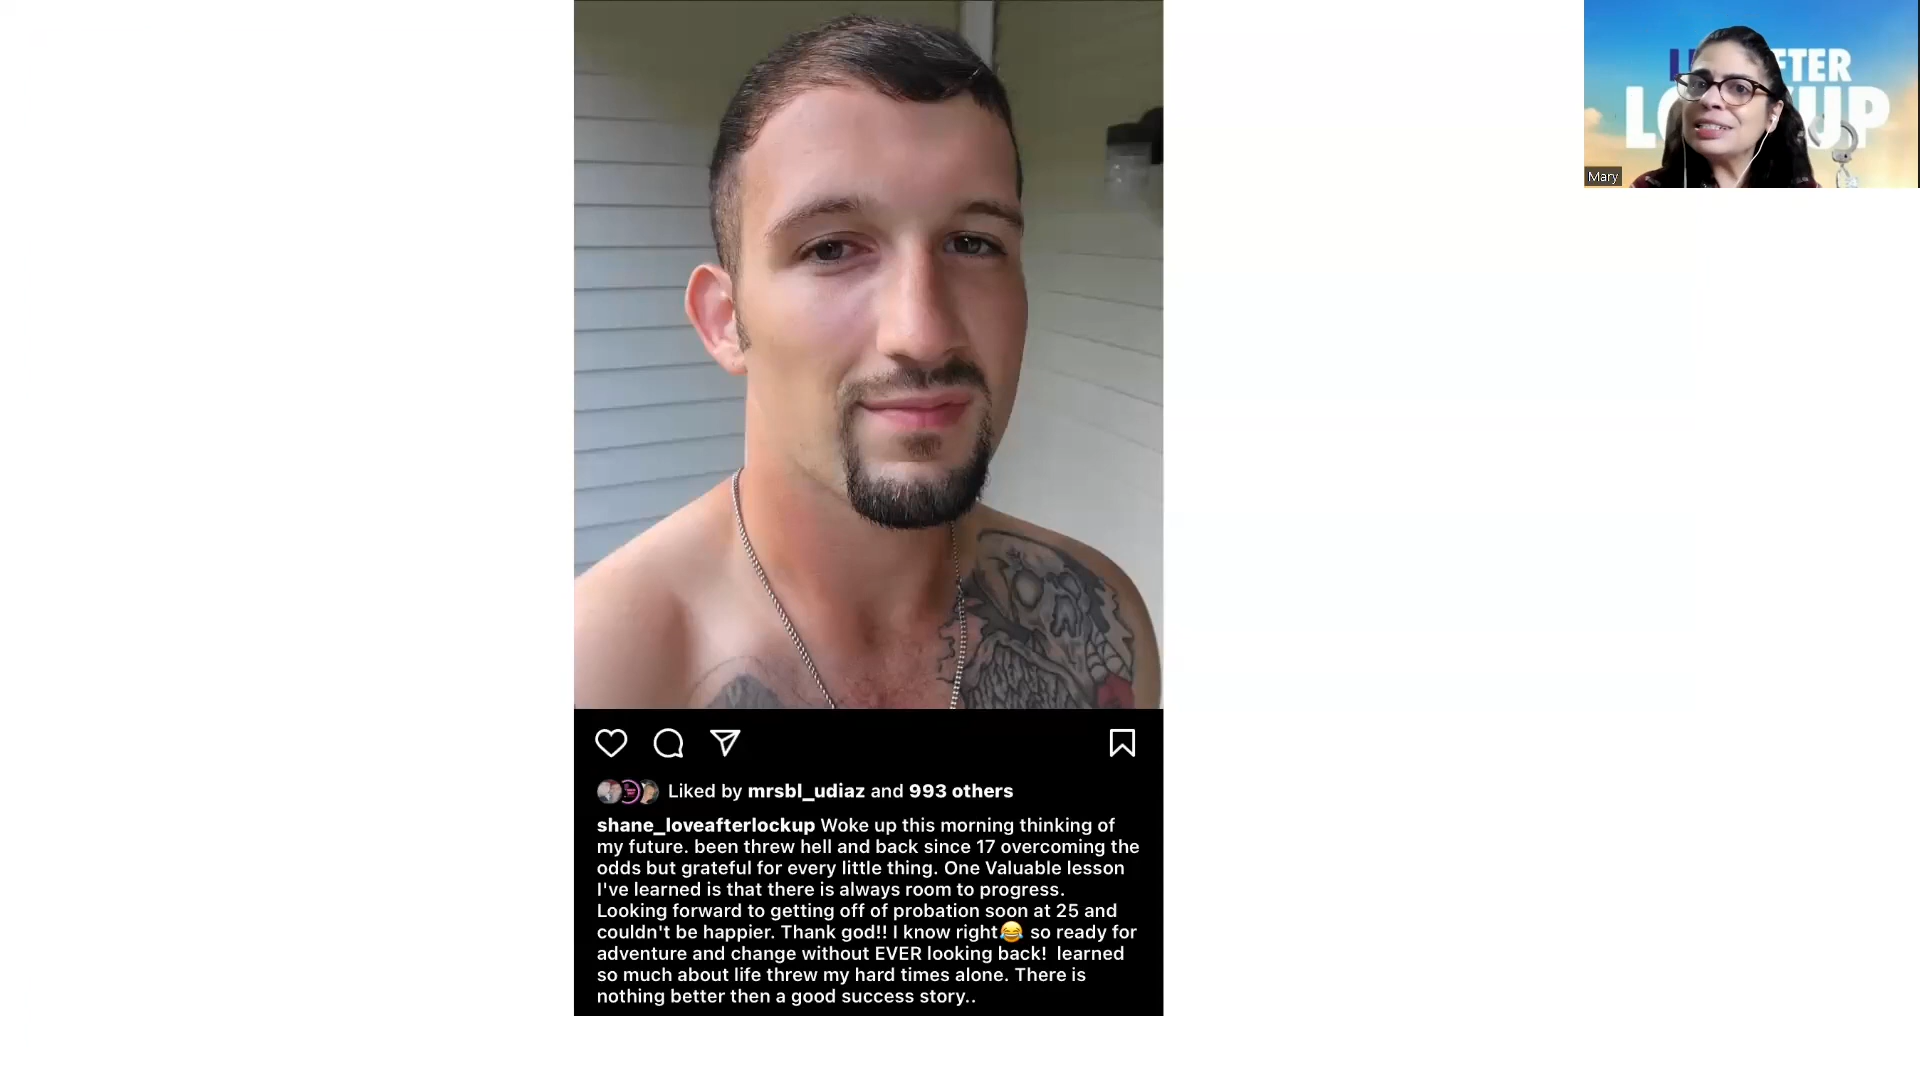 LI FTER
LO UP
Mary
Liked by mrsbl_udiaz and 993 others
shane_loveafterlockup Woke up this morning thinking of
my future. been threw hell and back since 17 overcoming the
odds but grateful for every little thing. One Valuable lesson
I've learned is that there is always room to progress.
Looking forward to getting off of probation soon at 25 and
couldn't be happier. Thank god!! I know right😂 so ready for
adventure and change without EVER looking back!  learned
so much about life threw my hard times alone. There is
nothing better then a good success story..